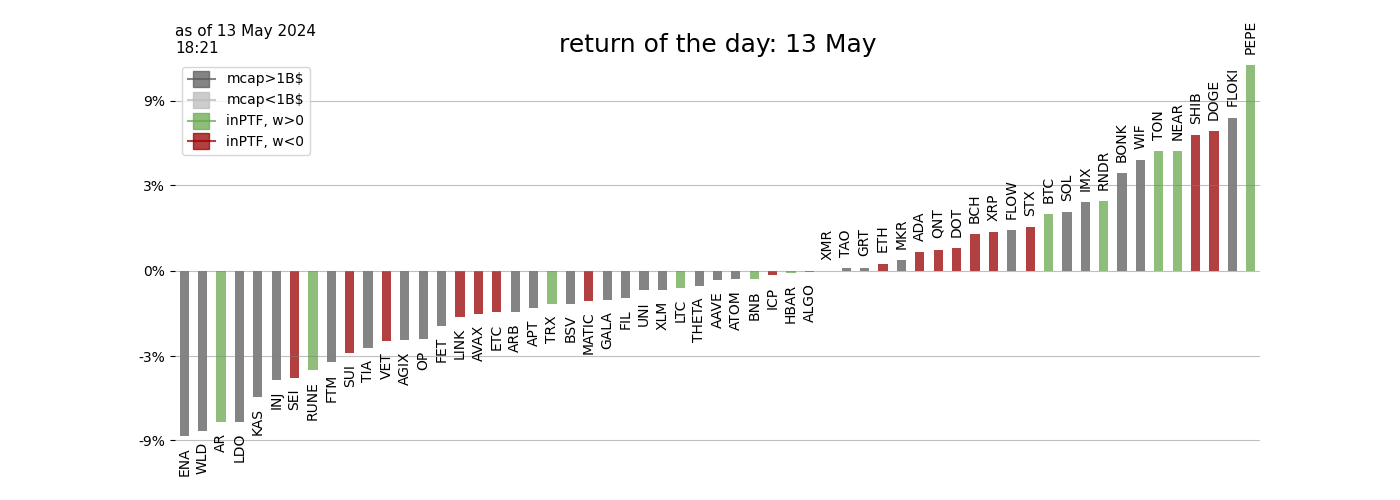 as of 13 May 2024
18:21
return of the day: 13 May
mcap>1B$
mcap<1B$
inPTF, w>0
inPTF, w<0
9%
3%
0%
-3%
-9%
ENA
WLD
AR
LDO
KAS
INJ
SEI
RUNE
FTM
SUI
TIA
VET
AGIX
OP
FET
LINK
AVAX
ETC
ARB
APT
TRX
BSV
MATIC
GALA
FIL
UNI
XLM
LTC
THETA
AAVE
ATOM
BNB
ICP
HBAR
ALGO
XMR
TAO
GRT
ETH
MKR
ADA
QNT
DOT
BCH
XRP
FLOW
STX
BTC
SOL
IMX
RNDR
BONK
WIF
TON
NEAR
SHIB
DOGE
FLOKI
PEPE